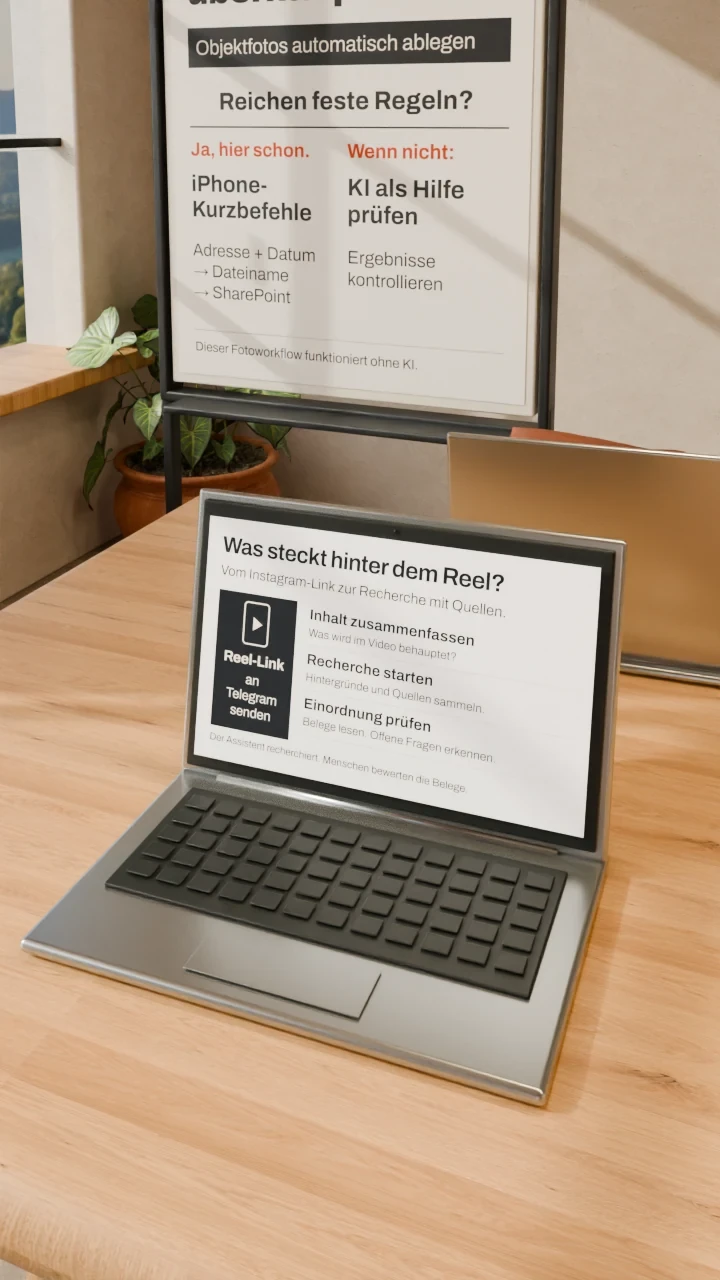 Objektfotos automatisch ablegen
Reichen feste Regeln?
Ja, hier schon.
iPhone-
Kurzbefehle
Adresse + Datum
→ Dateiname
→ SharePoint
Wenn nicht:
KI als Hilfe
prüfen
Ergebnisse
kontrollieren
Dieser Fotoworkflow funktioniert ohne KI.
Was steckt hinter dem Reel?
Vom Instagram-Link zur Recherche mit Quellen.
Reel-Link
an
Telegram
senden
Inhalt zusammenfassen
Was wird im Video behauptet?
Recherche starten
Hintergründe und Quellen sammeln.
Einordnung prüfen
Belege lesen. Offene Fragen erkennen.
Der Assistent recherchiert. Menschen bewerten die Belege.